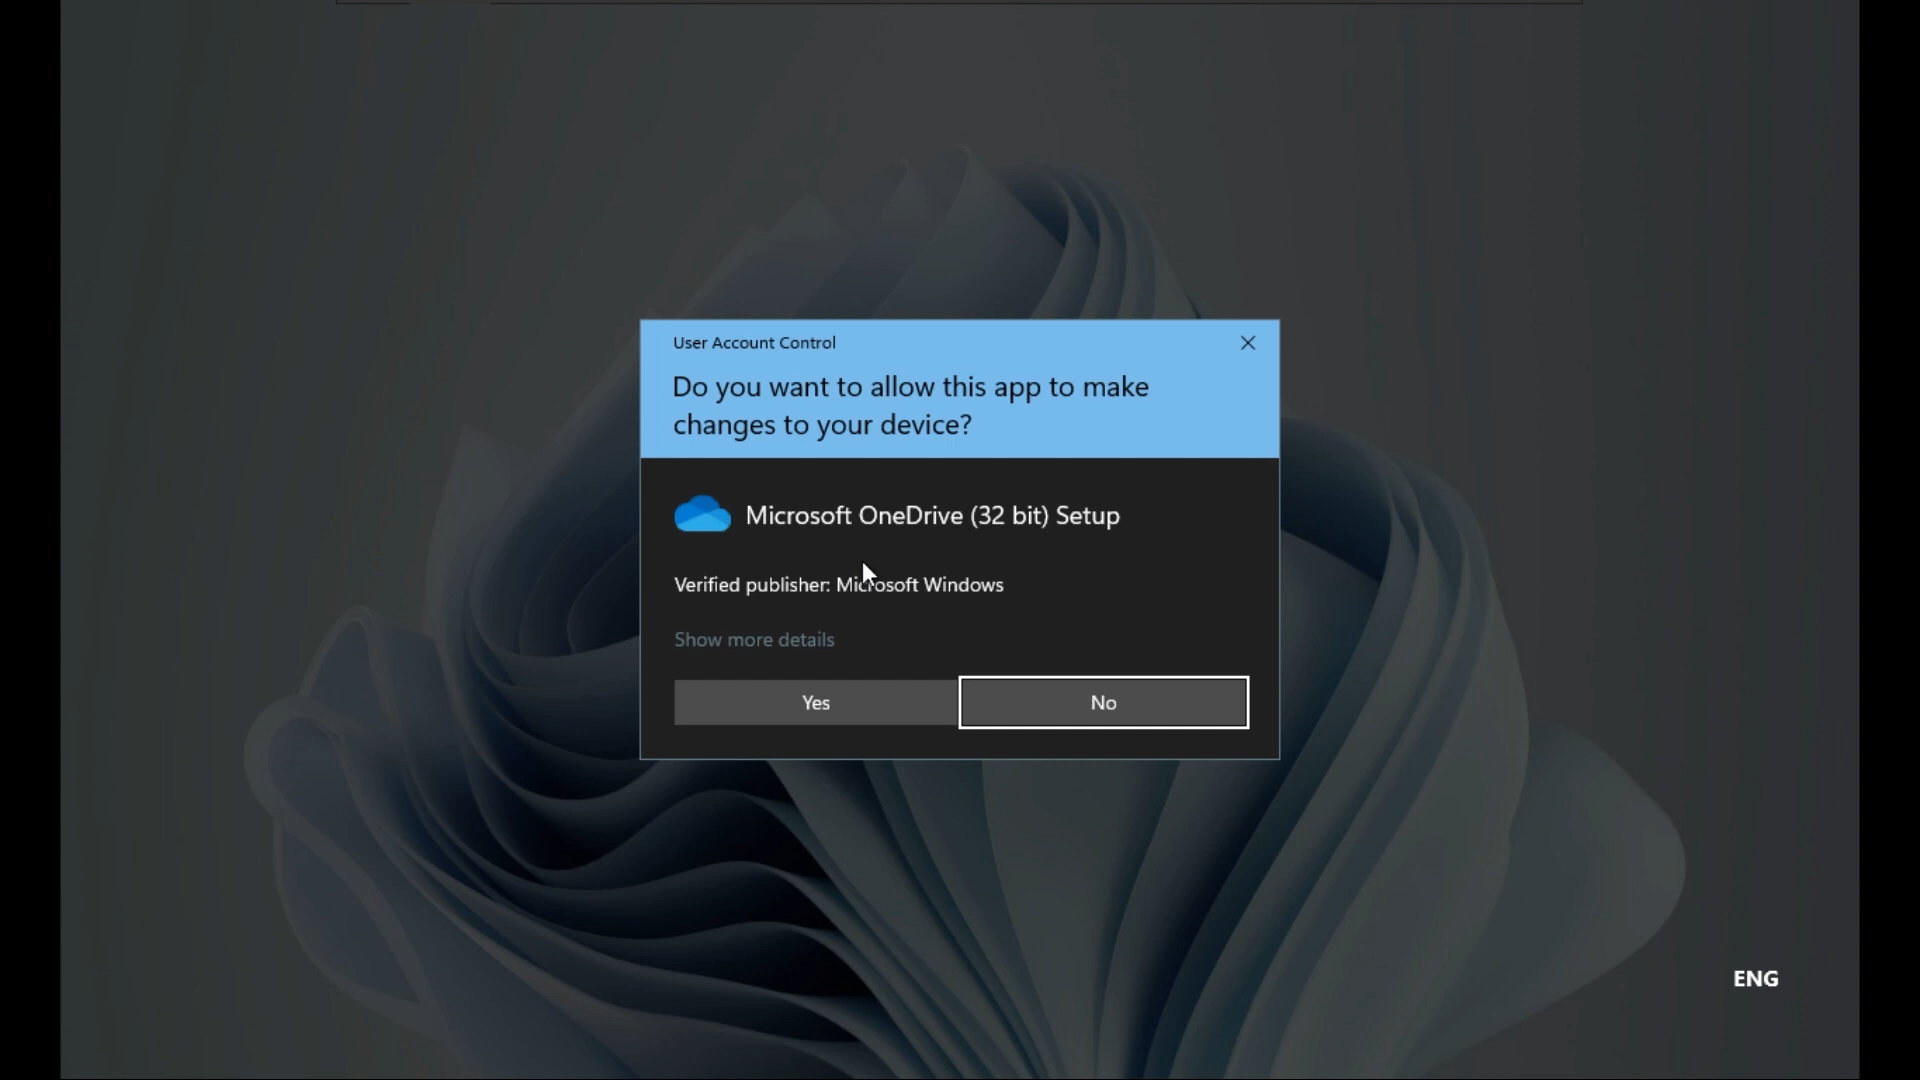 User Account Control
Do you want to allow this app to make
changes to your device?
Microsoft OneDrive (32 bit) Setup
Verified publisher: Microsoft Windows
Show more details
Yes
No
ENG